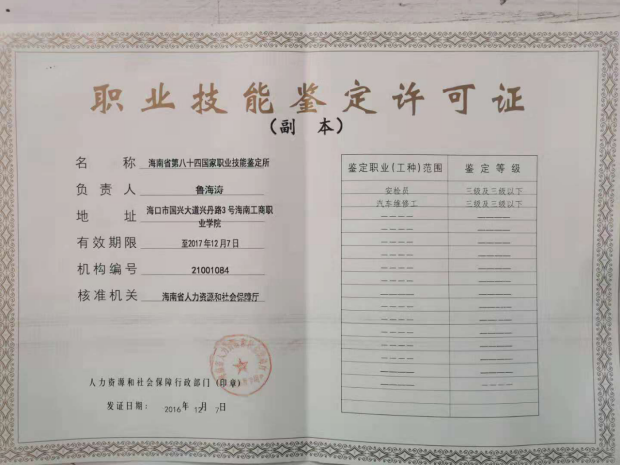 职业技能鉴定许可证
（副 本）
名 称 海南省第八十四国家职业技能鉴定所
负 责 人 鲁海涛
地 址 海口市国兴大道兴丹路3号海南工商职
业学院
有效期限 至2017年12月7日
机构编号 21001084
核准机关 海南省人力资源和社会保障厅
人力资源和社会保障行政部门（印章）
发证日期： 2016年 12月 7日
鉴定职业(工种)范围 鉴 定 等 级
安检员 三级及三级以下
汽车维修工 三级及三级以下